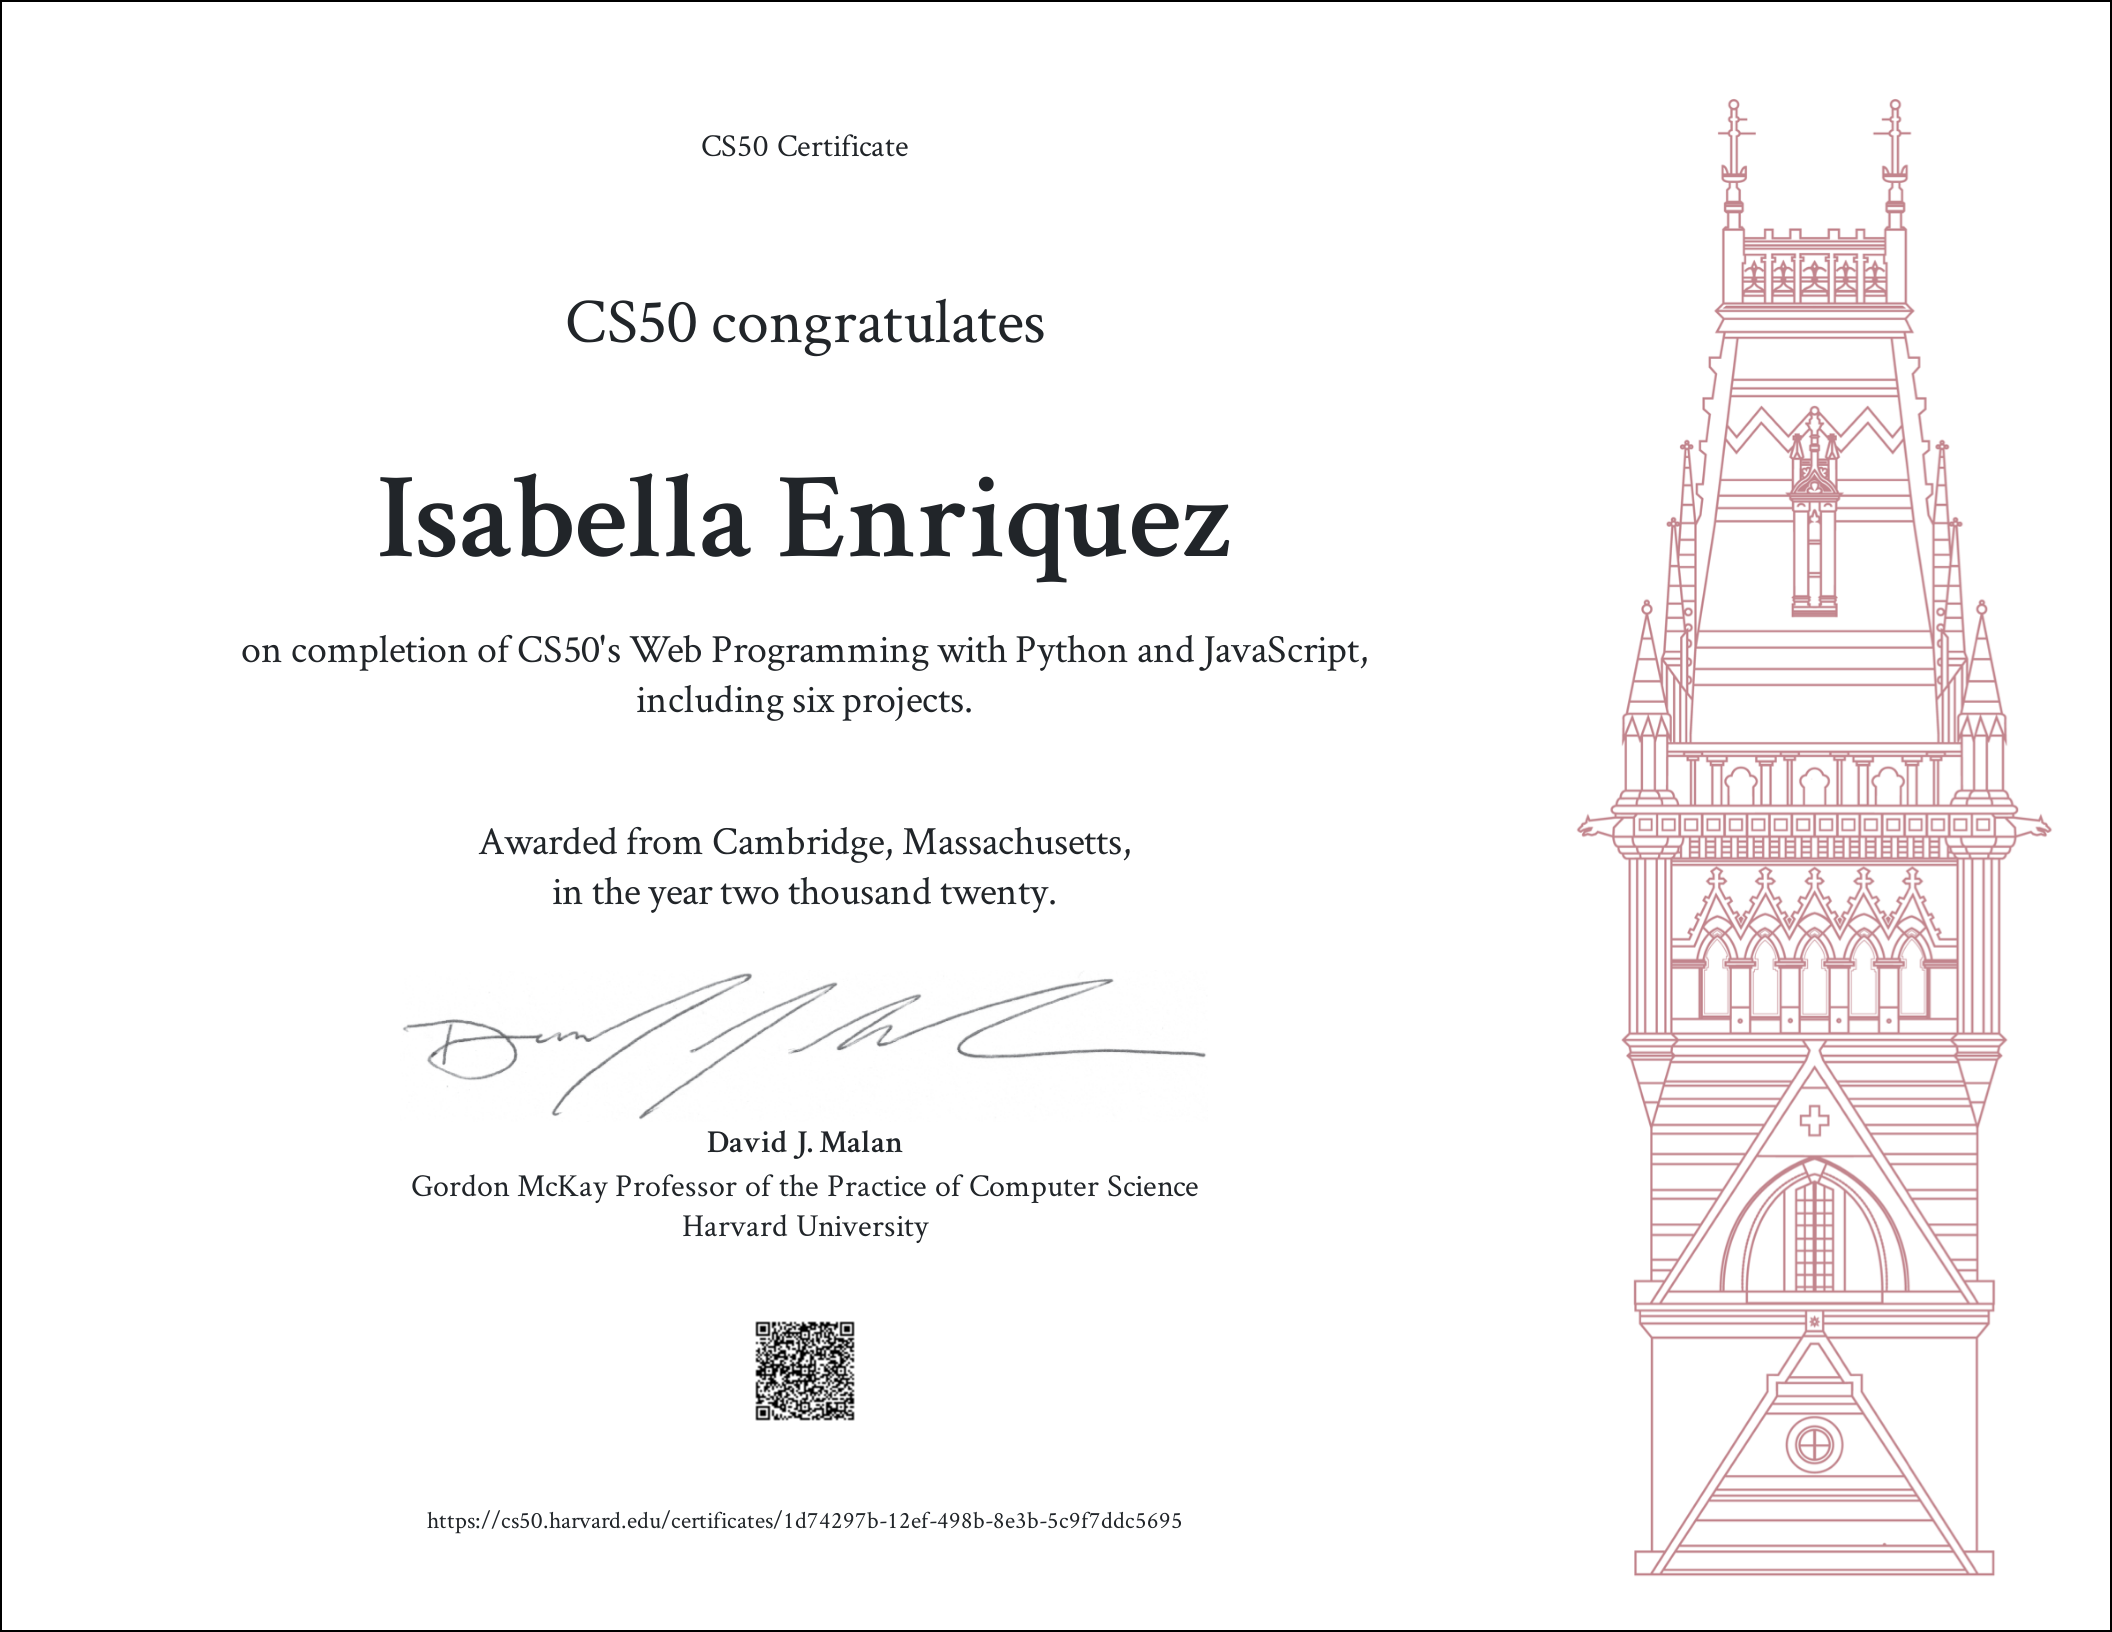 CS50 Certificate
CS50 congratulates
Isabella Enriquez
on completion of CS50's Web Programming with Python and JavaScript,
including six projects.
Awarded from Cambridge, Massachusetts,
in the year two thousand twenty.
David J. Malan
Gordon McKay Professor of the Practice of Computer Science
Harvard University
https://cs50.harvard.edu/certificates/1d74297b-12ef-498b-8e3b-5c9f7ddc5695